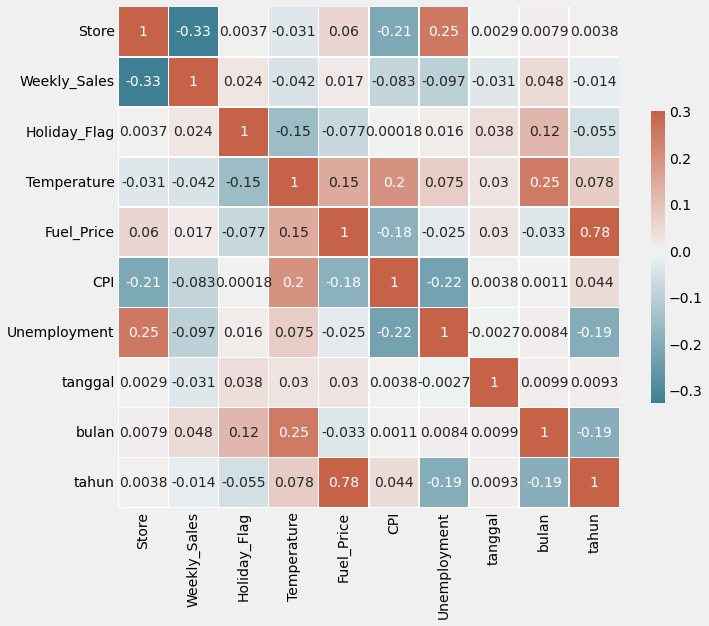 Store 1 -0.33 0.0037 -0.031 0.06 -0.21 0.25 0.0029 0.0079 0.0038
Weekly_Sales -0.33 1 0.024 -0.042 0.017 -0.083 -0.097 -0.031 0.048 -0.014
Holiday_Flag 0.0037 0.024 1 -0.15 -0.077 0.00018 0.016 0.038 0.12 -0.055
Temperature -0.031 -0.042 -0.15 1 0.15 0.2 0.075 0.03 0.25 0.078
Fuel_Price 0.06 0.017 -0.077 0.15 1 -0.18 -0.025 0.03 -0.033 0.78
CPI -0.21 -0.083 0.00018 0.2 -0.18 1 -0.22 0.0038 0.0011 0.044
Unemployment 0.25 -0.097 0.016 0.075 -0.025 -0.22 1 -0.0027 0.0084 -0.19
tanggal 0.0029 -0.031 0.038 0.03 0.03 0.0038 -0.0027 1 0.0099 0.0093
bulan 0.0079 0.048 0.12 0.25 -0.033 0.0011 0.0084 0.0099 1 -0.19
tahun 0.0038 -0.014 -0.055 0.078 0.78 0.044 -0.19 0.0093 -0.19 1
Store Weekly_Sales Holiday_Flag Temperature Fuel_Price CPI Unemployment tanggal bulan tahun
0.3
0.2
0.1
0.0
−0.1
−0.2
−0.3